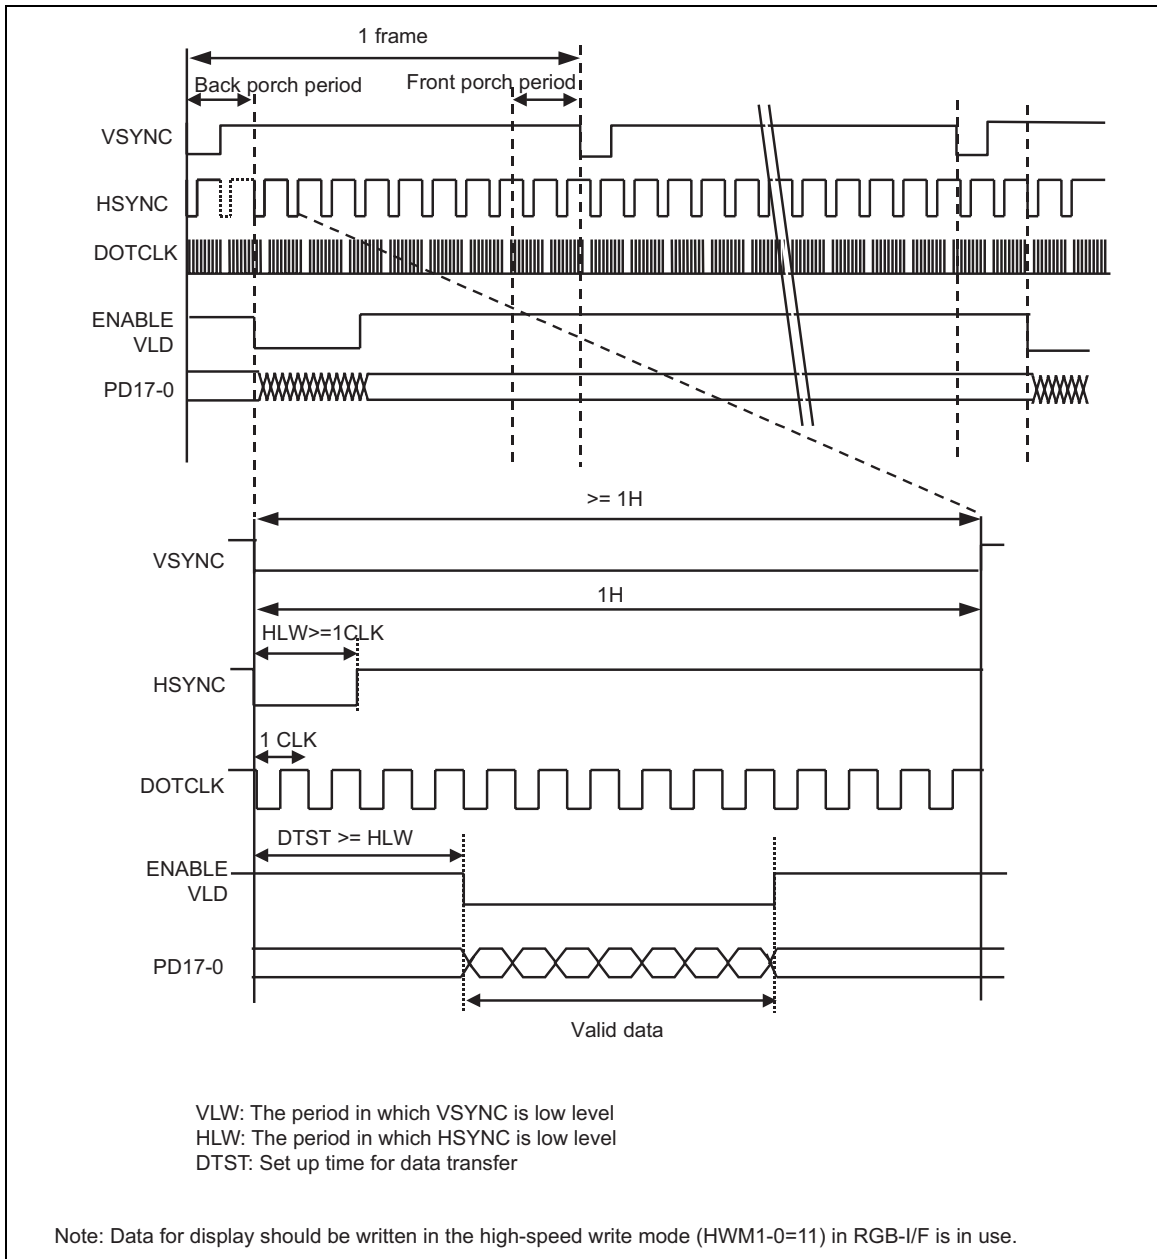 1 frame
Back porch period
Front porch period
VSYNC
HSYNC
DOTCLK
ENABLE
VLD
PD17-0
>= 1H
VSYNC
1H
HLW>=1CLK
HSYNC
1 CLK
DOTCLK
DTST >= HLW
ENABLE
VLD
PD17-0
Valid data
VLW: The period in which VSYNC is low level
HLW: The period in which HSYNC is low level
DTST: Set up time for data transfer
Note: Data for display should be written in the high-speed write mode (HWM1-0=11) in RGB-I/F is in use.